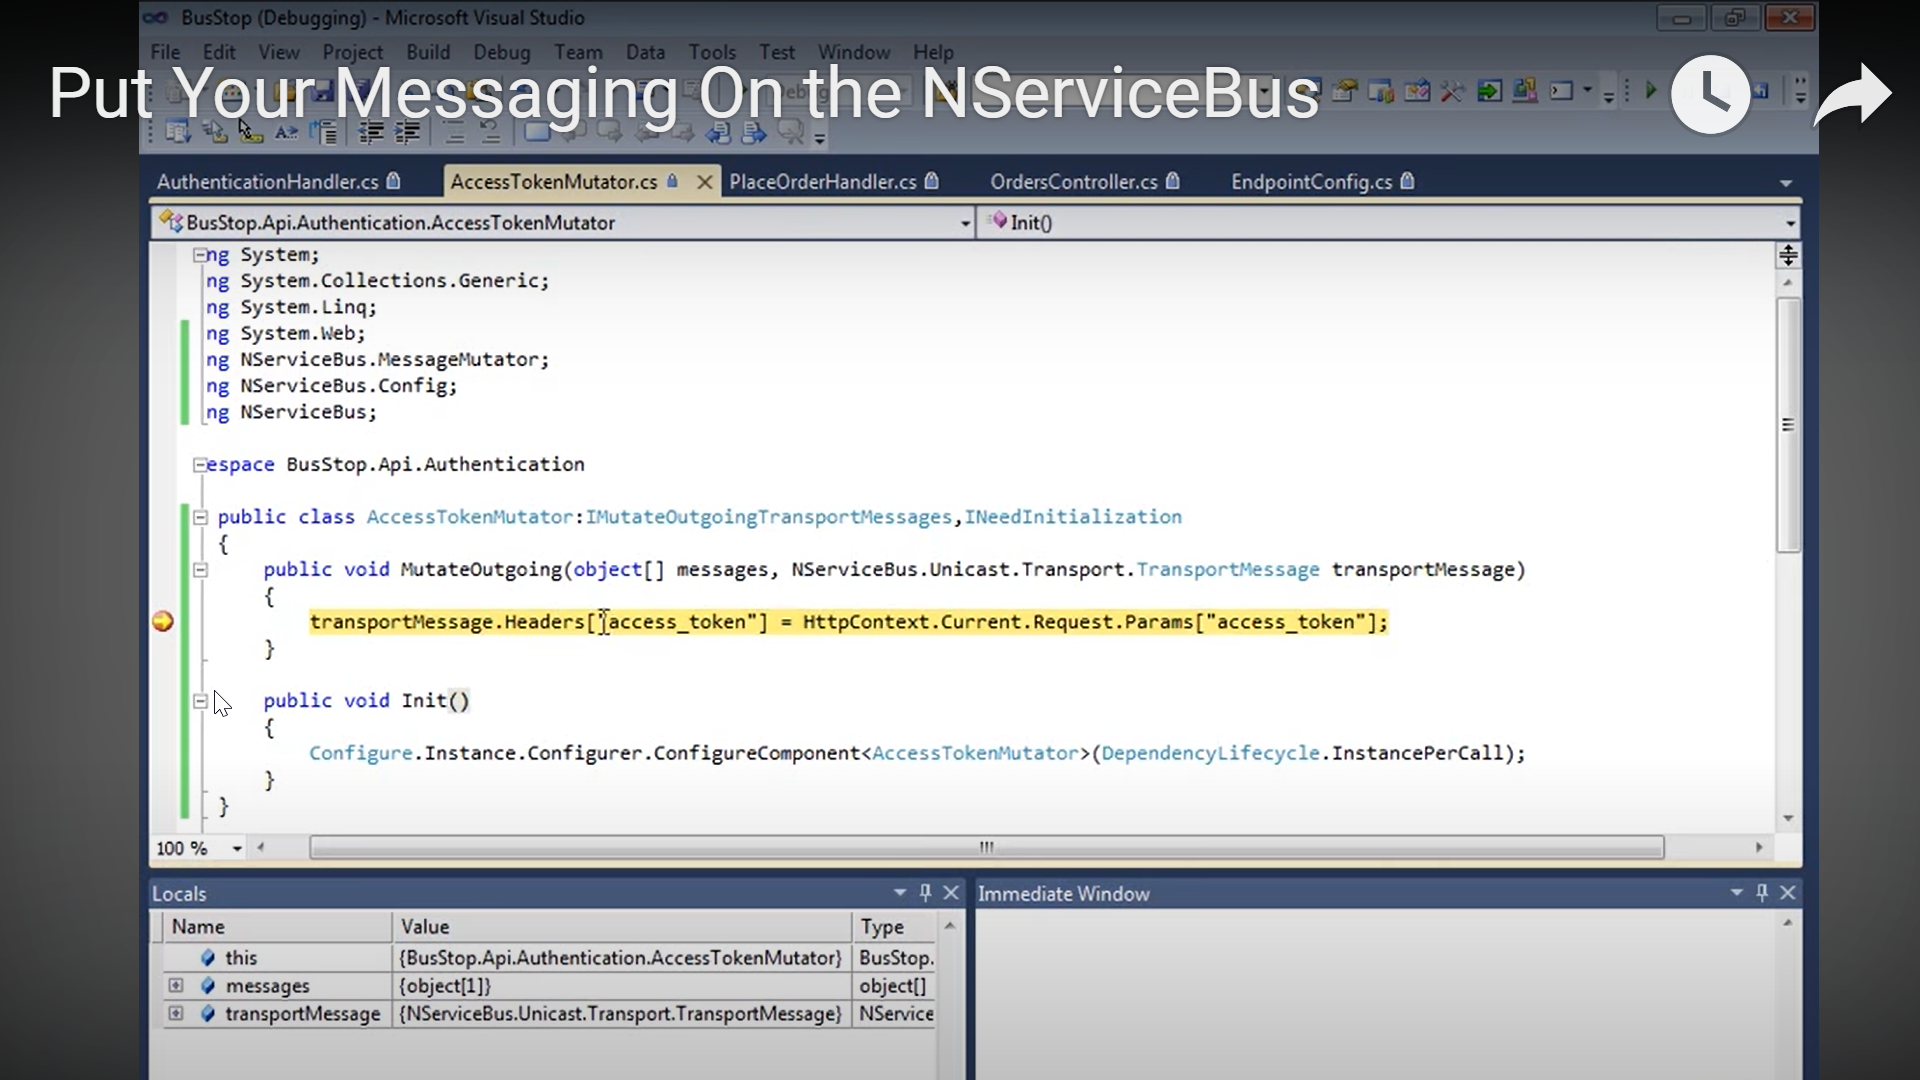 BusStop (Debugging) - Microsoft Visual Studio
File Edit View Project Build Debug Team Data Tools Test Window Help
Put Your Messaging On the NServiceBus
AuthenticationHandler.cs AccessTokenMutator.cs PlaceOrderHandler.cs OrdersController.cs EndpointConfig.cs
BusStop.Api.Authentication.AccessTokenMutator Init()
ng System;
ng System.Collections.Generic;
ng System.Linq;
ng System.Web;
ng NServiceBus.MessageMutator;
ng NServiceBus.Config;
ng NServiceBus;
espace BusStop.Api.Authentication
public class AccessTokenMutator:IMutateOutgoingTransportMessages,INeedInitialization
{
public void MutateOutgoing(object[] messages, NServiceBus.Unicast.Transport.TransportMessage transportMessage)
{
transportMessage.Headers["access_token"] = HttpContext.Current.Request.Params["access_token"];
}
public void Init()
{
Configure.Instance.Configurer.ConfigureComponent<AccessTokenMutator>(DependencyLifecycle.InstancePerCall);
}
}
100 %
Locals
Name Value Type
this {BusStop.Api.Authentication.AccessTokenMutator} BusStop.
messages {object[1]} object[]
transportMessage {NServiceBus.Unicast.Transport.TransportMessage} NService
Immediate Window